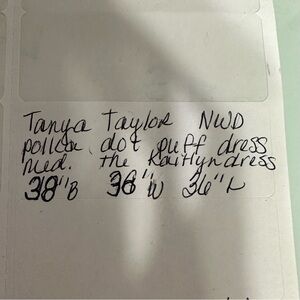 Tanya Taylor NWD
polka dot puff dress
med. the Kaitlyn dress
38"B 36"W 36"L